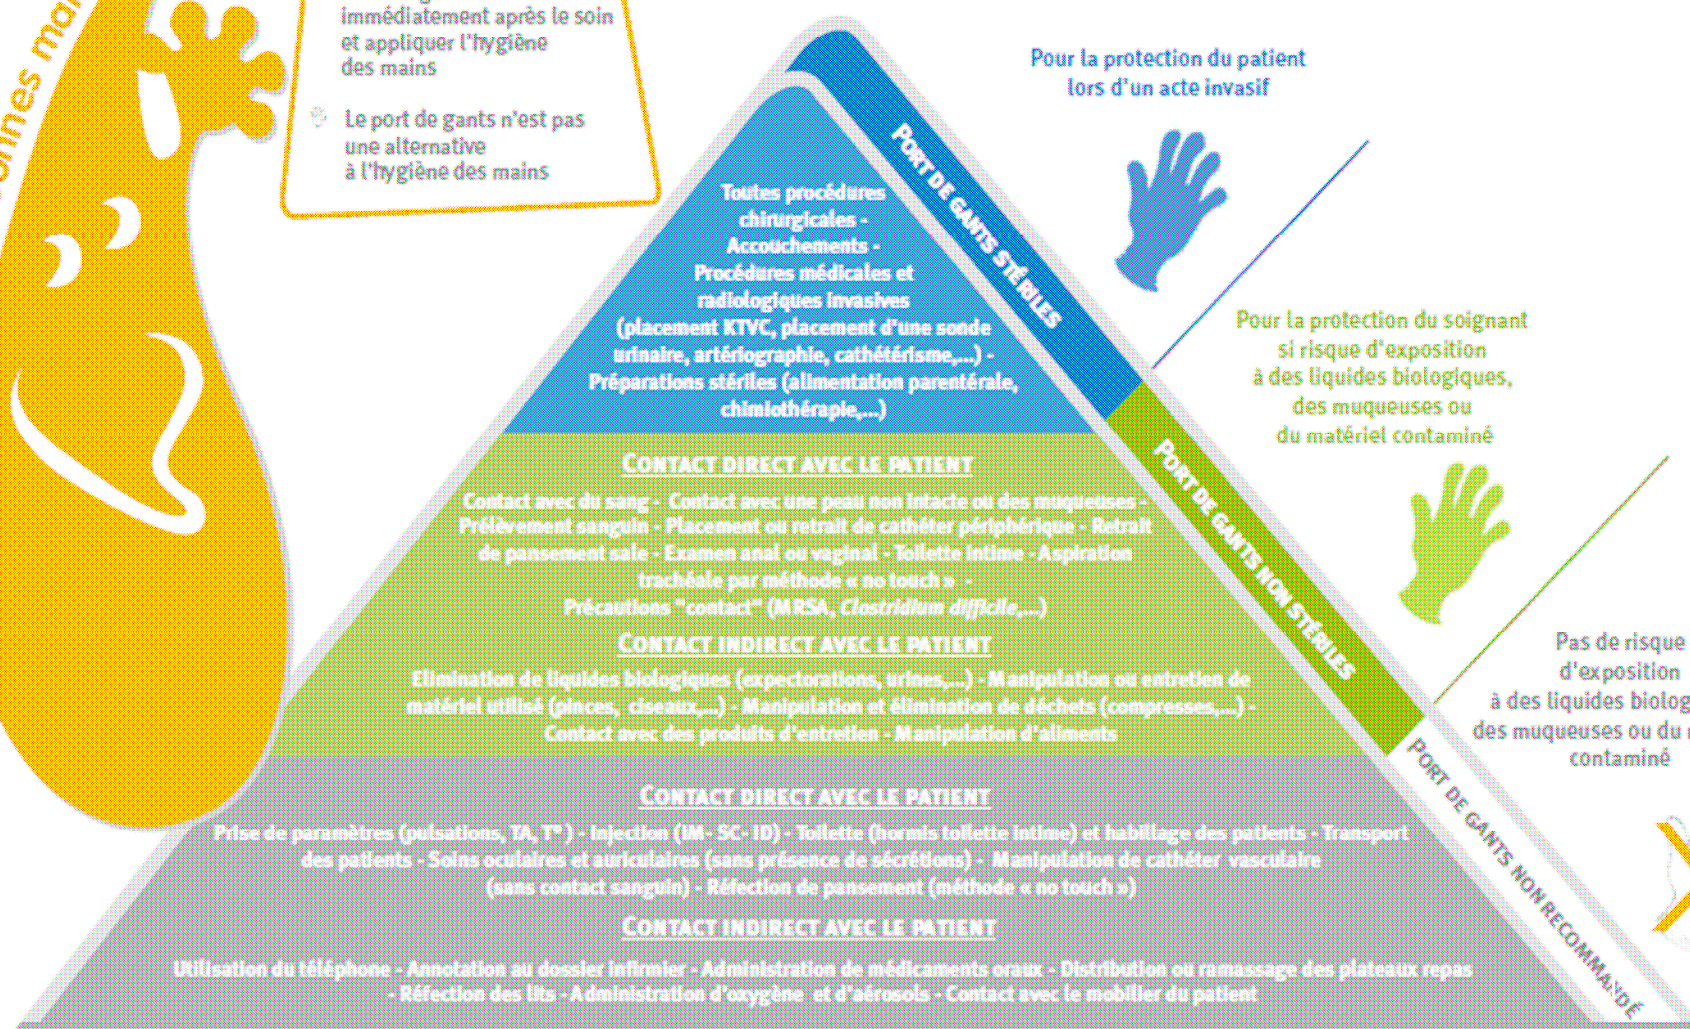 immédiatement après le soin
et appliquer l'hygiène
des mains
Le port de gants n'est pas
une alternative
à l'hygiène des mains
Pour la protection du patient
lors d'un acte invasif
PORT DE GANTS STÉRILES
Toutes procédures
chirurgicales -
Accouchements -
Procédures médicales et
radiologiques invasives
(placement KTVC, placement d'une sonde
urinaire, artériographie, cathétérisme,...) -
Préparations stériles (alimentation parentérale,
chimiothérapie,...)
Pour la protection du soignant
si risque d'exposition
à des liquides biologiques,
des muqueuses ou
du matériel contaminé
PORT DE GANTS NON STÉRILES
CONTACT DIRECT AVEC LE PATIENT
Contact avec du sang - Contact avec une peau non intacte ou des muqueuses -
Prélèvement sanguin - Placement ou retrait de cathéter périphérique - Retrait
de pansement sale - Examen anal ou vaginal - Toilette intime - Aspiration
trachéale par méthode « no touch » -
Précautions "contact" (MRSA, Clostridium difficile,...)
CONTACT INDIRECT AVEC LE PATIENT
Elimination de liquides biologiques (expectorations, urines,...) - Manipulation ou entretien de
matériel utilisé (pinces, ciseaux,...) - Manipulation et élimination de déchets (compresses,...) -
Contact avec des produits d'entretien - Manipulation d'aliments
Pas de risque
d'exposition
à des liquides biolog
des muqueuses ou du
contaminé
PORT DE GANTS NON RECOMMANDÉ
CONTACT DIRECT AVEC LE PATIENT
Prise de paramètres (pulsations, TA, T°) - Injection (IM - SC - ID) - Toilette (hormis toilette intime) et habillage des patients - Transport
des patients - Soins oculaires et auriculaires (sans présence de sécrétions) - Manipulation de cathéter vasculaire
(sans contact sanguin) - Réfection de pansement (méthode « no touch »)
CONTACT INDIRECT AVEC LE PATIENT
Utilisation du téléphone - Annotation au dossier infirmier - Administration de médicaments oraux - Distribution ou ramassage des plateaux repas
- Réfection des lits - Administration d'oxygène et d'aérosols - Contact avec le mobilier du patient